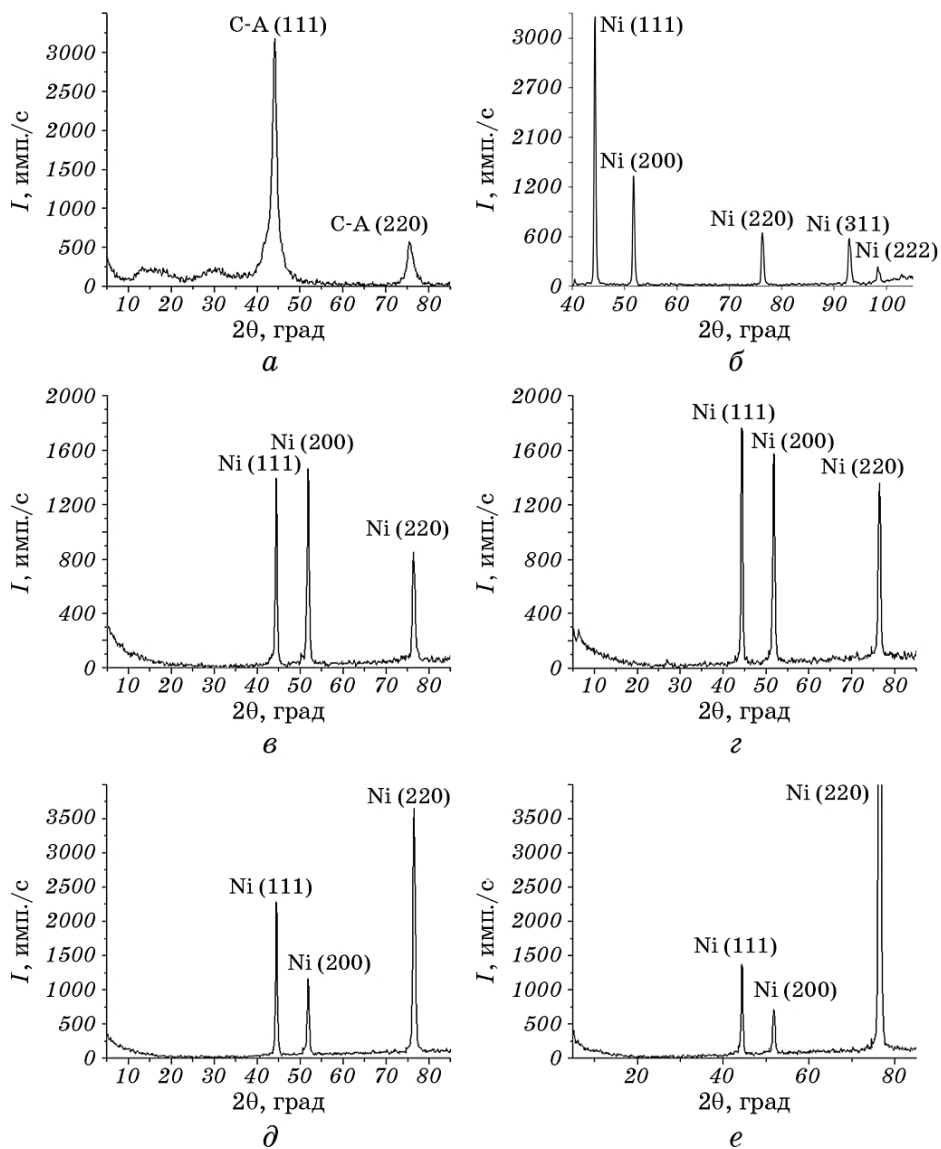 C-A (111)
C-A (220)
I, имп./с
3000
2500
2000
1500
1000
500
0
10 20 30 40 50 60 70 80
2θ, град
а
Ni (111)
Ni (200)
Ni (220)
Ni (311)
Ni (222)
I, имп./с
3300
2700
2100
1200
600
0
40 50 60 70 80 90 100
2θ, град
б
Ni (200)
Ni (111)
Ni (220)
I, имп./с
2000
1600
1400
800
400
0
10 20 30 40 50 60 70 80
2θ, град
в
Ni (111)
Ni (200)
Ni (220)
I, имп./с
2000
1600
1200
800
400
0
10 20 30 40 50 60 70 80
2θ, град
г
Ni (220)
Ni (111)
Ni (200)
I, имп./с
3500
3000
2500
2000
1500
1000
500
0
10 20 30 40 50 60 70 80
2θ, град
д
Ni (220)
Ni (111)
Ni (200)
I, имп./с
3500
3000
2500
2000
1500
1000
500
0
20 40 60 80
2θ, град
е